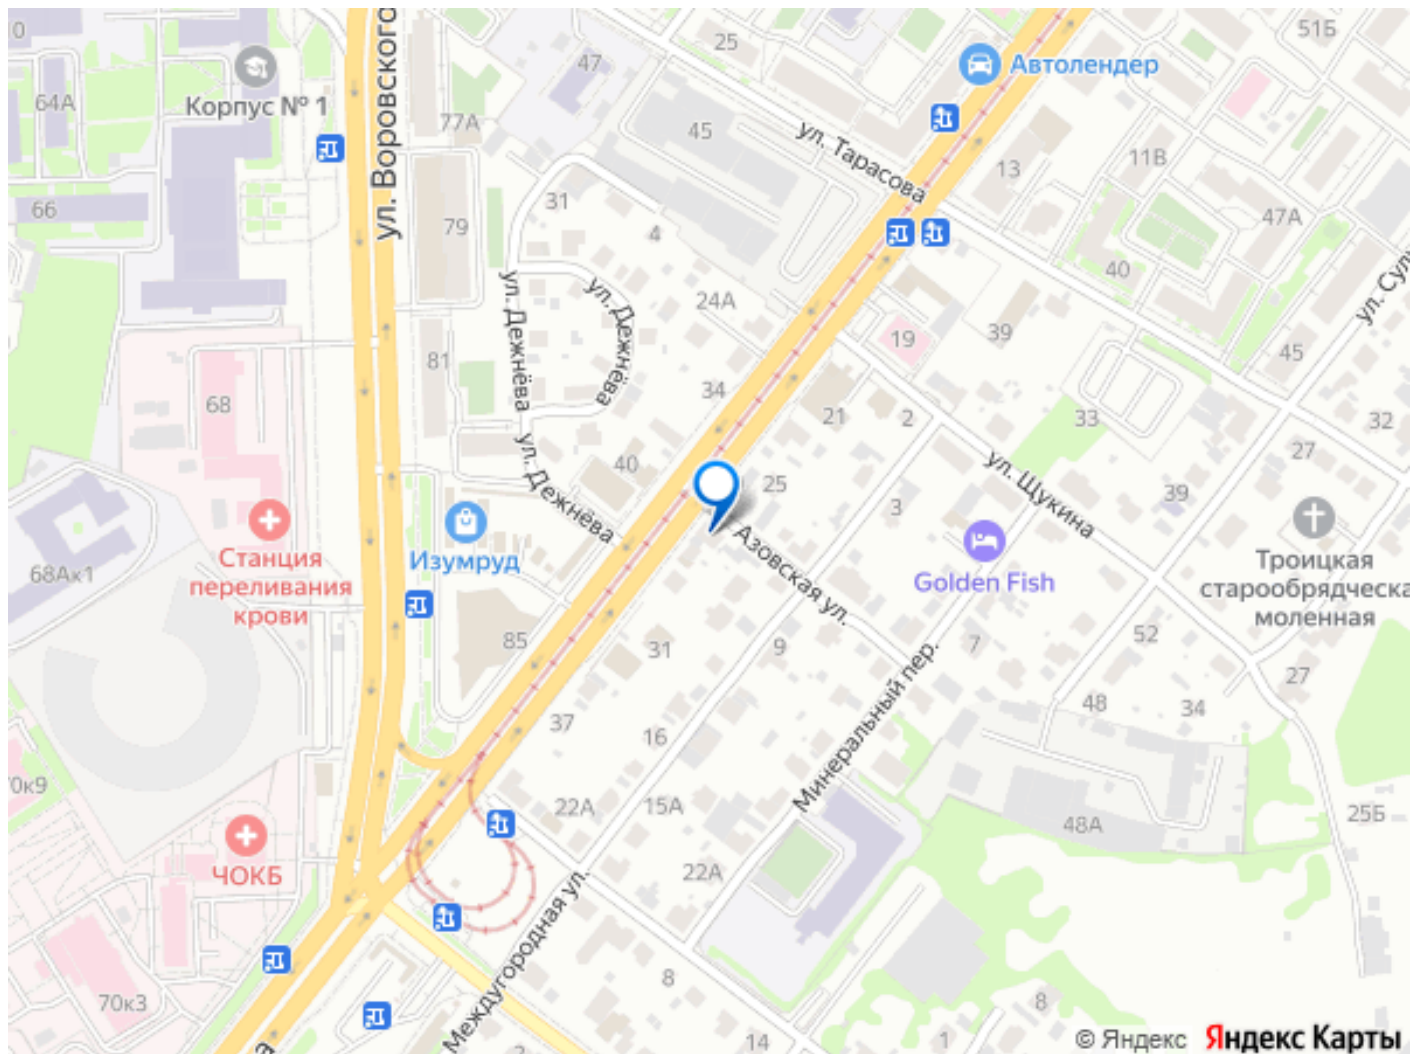 0
25
51Б
47
Автолендер
64А
Корпус № 1
ул. Воровского
77А
45
ул. Тарасова
13
11В
66
79
31
4
47А
40
ул. Дежнёва
ул. Дежнёва
24А
19
39
45
81
34
68
21
2
33
32
ул. Дежнёва
40
25
3
ул. Щукина
39
27
Станция
переливания
крови
Изумруд
Азовская ул.
Golden Fish
Троицкая
старообрядческа
моленная
68Ак1
85
31
9
7
52
27
48
34
37
16
Минеральный пер.
70к9
22А
15А
48А
25Б
ЧОКБ
22А
Междугородная ул.
8
70к3
14
1
8
© Яндекс Яндекс Карты